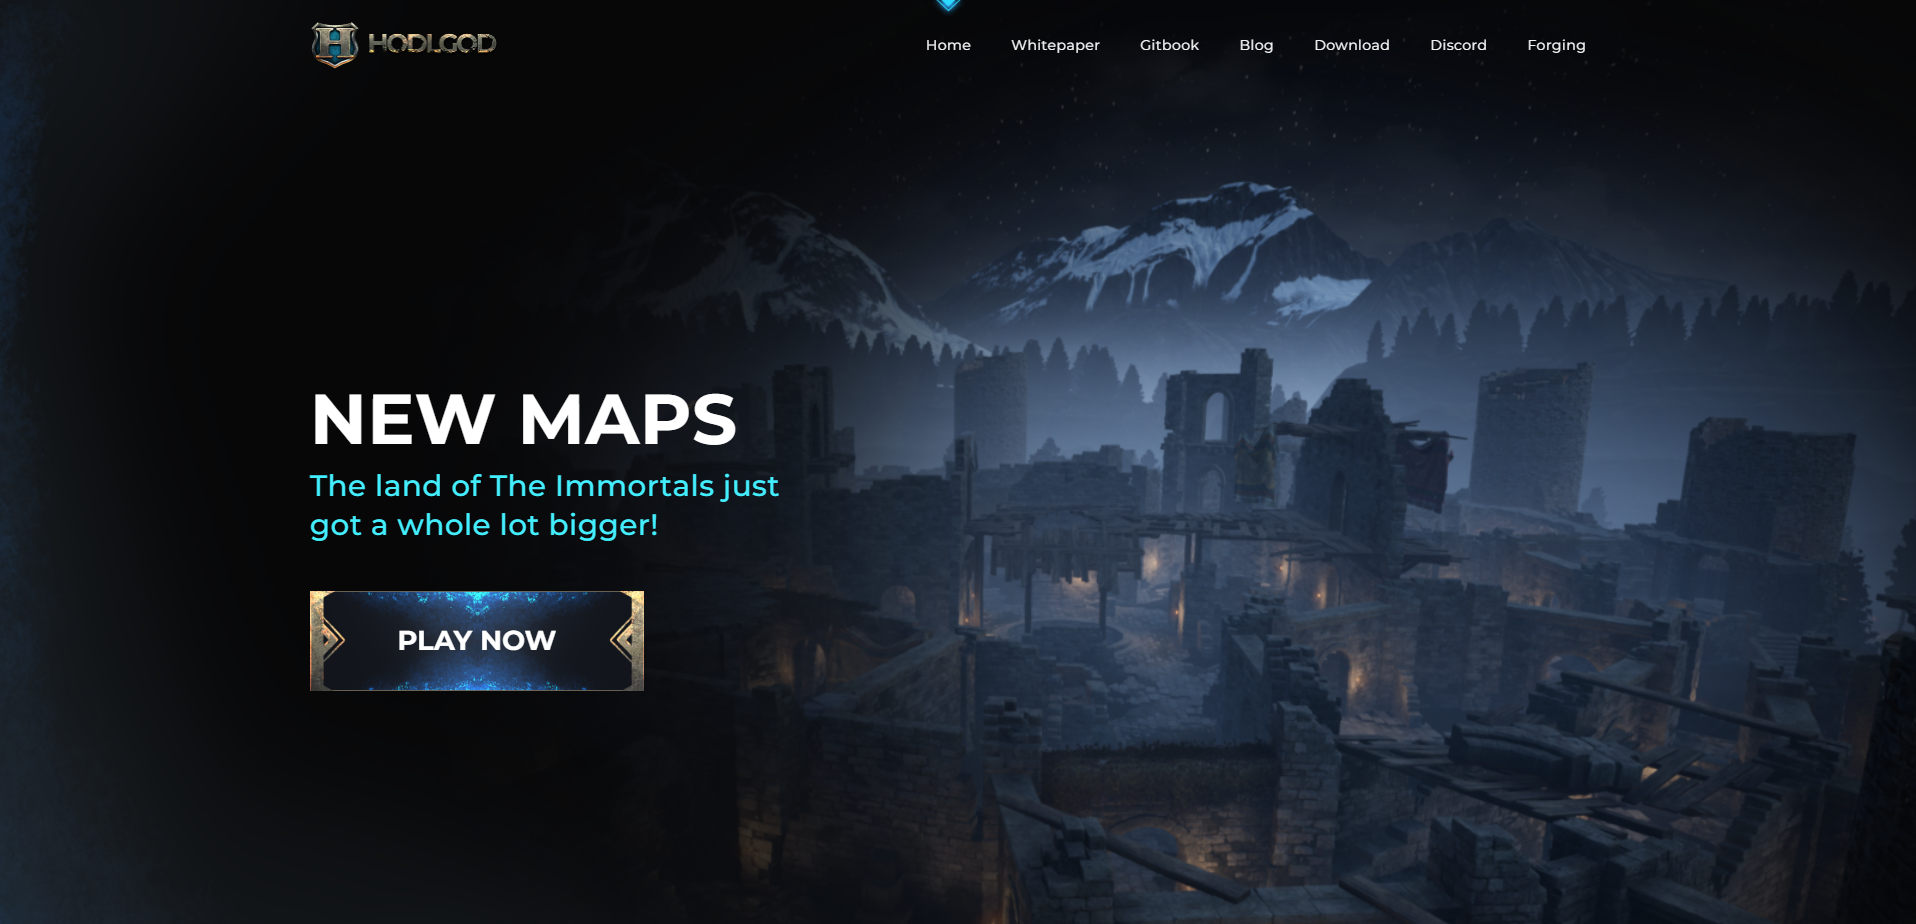 HODLGOD
Home Whitepaper Gitbook Blog Download Discord Forging
NEW MAPS
The land of The Immortals just
got a whole lot bigger!
PLAY NOW